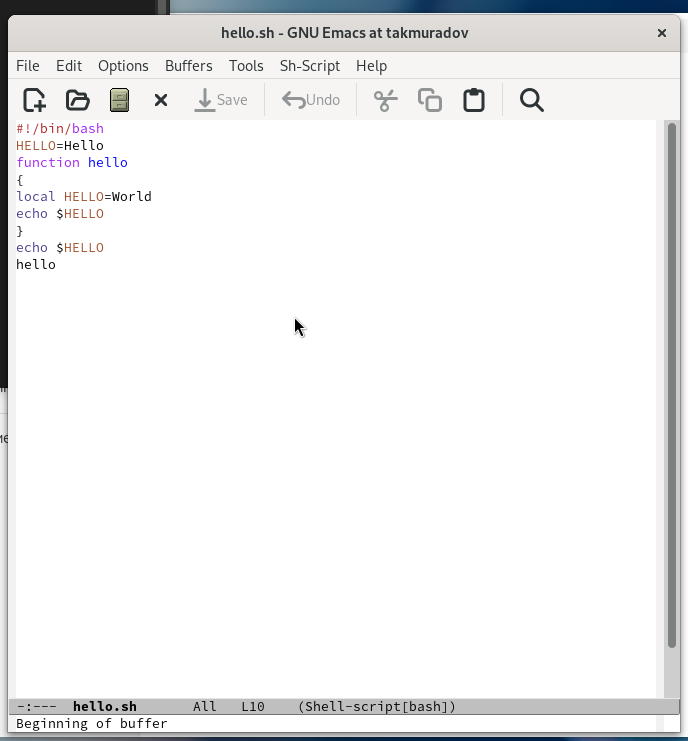 hello.sh - GNU Emacs at takmuradov
File Edit Options Buffers Tools Sh-Script Help
Save Undo
#!/bin/bash
HELLO=Hello
function hello
{
local HELLO=World
echo $HELLO
}
echo $HELLO
hello
-:--- hello.sh All L10 (Shell-script[bash])
Beginning of buffer